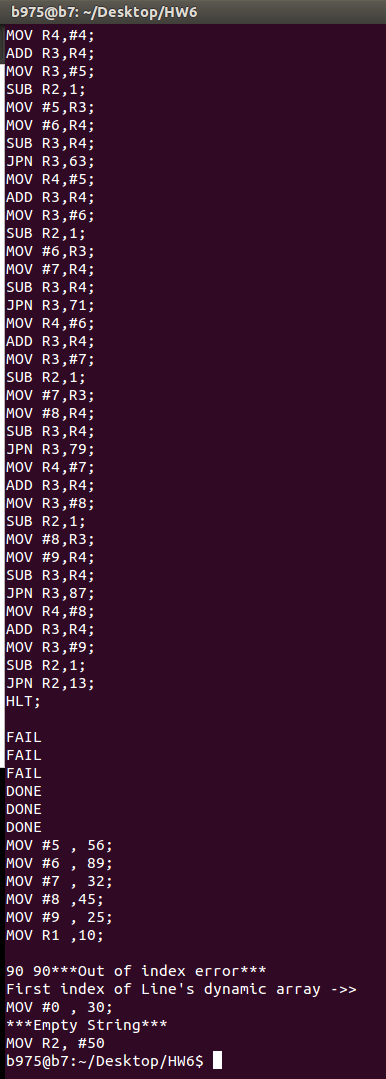 b975@b7: ~/Desktop/HW6
MOV R4,#4;
ADD R3,R4;
MOV R3,#5;
SUB R2,1;
MOV #5,R3;
MOV #6,R4;
SUB R3,R4;
JPN R3,63;
MOV R4,#5;
ADD R3,R4;
MOV R3,#6;
SUB R2,1;
MOV #6,R3;
MOV #7,R4;
SUB R3,R4;
JPN R3,71;
MOV R4,#6;
ADD R3,R4;
MOV R3,#7;
SUB R2,1;
MOV #7,R3;
MOV #8,R4;
SUB R3,R4;
JPN R3,79;
MOV R4,#7;
ADD R3,R4;
MOV R3,#8;
SUB R2,1;
MOV #8,R3;
MOV #9,R4;
SUB R3,R4;
JPN R3,87;
MOV R4,#8;
ADD R3,R4;
MOV R3,#9;
SUB R2,1;
JPN R2,13;
HLT;
FAIL
FAIL
FAIL
DONE
DONE
DONE
MOV #5 , 56;
MOV #6 , 89;
MOV #7 , 32;
MOV #8 ,45;
MOV #9 , 25;
MOV R1 ,10;
90 90***Out of index error***
First index of Line's dynamic array ->>
MOV #0 , 30;
***Empty String***
MOV R2, #50
b975@b7:~/Desktop/HW6$